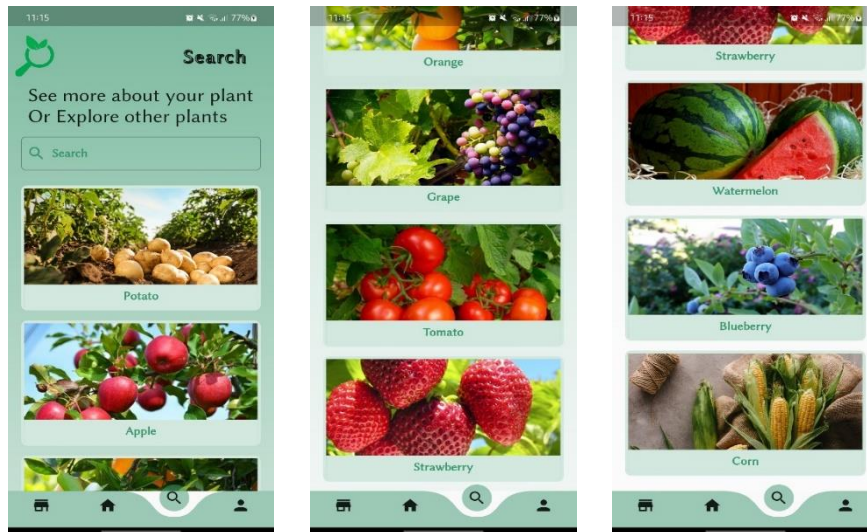 11:15
77%
Search
See more about your plant
Or Explore other plants
Search
Potato
Apple
11:15
77%
Orange
Grape
Tomato
Strawberry
11:15
77%
Strawberry
Watermelon
Blueberry
Corn